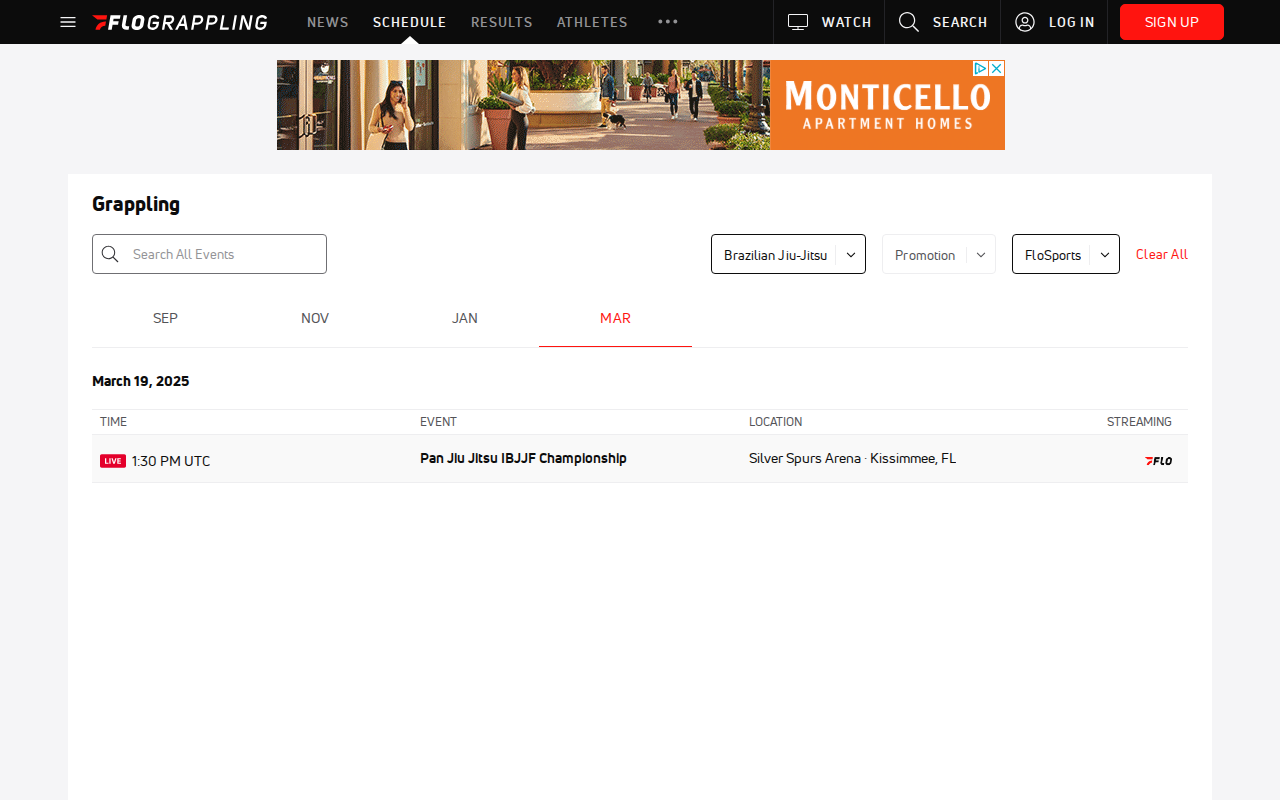 FLOGRAPPLING NEWS SCHEDULE RESULTS ATHLETES WATCH SEARCH LOG IN SIGN UP
MONTICELLO
APARTMENT HOMES
Grappling
Search All Events Brazilian Jiu-Jitsu Promotion FloSports Clear All
SEP NOV JAN MAR
March 19, 2025
TIME EVENT LOCATION STREAMING
LIVE 1:30 PM UTC Pan Jiu Jitsu IBJJF Championship Silver Spurs Arena · Kissimmee, FL FLO